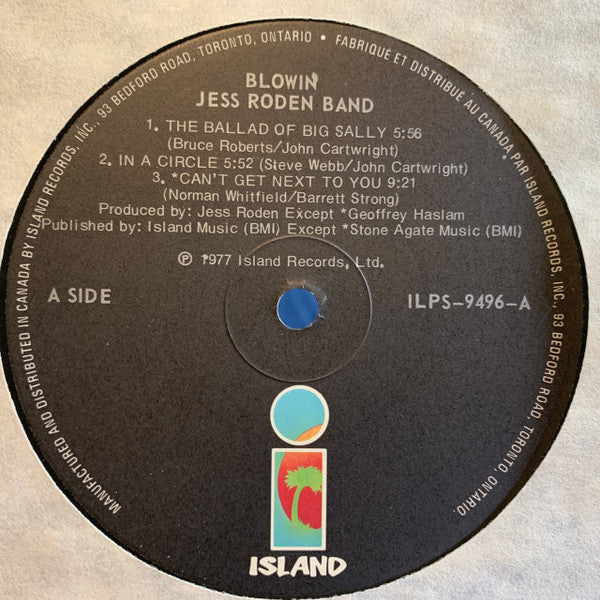 MANUFACTURED AND DISTRIBUTED IN CANADA BY ISLAND RECORDS, INC., 93 BEDFORD ROAD, TORONTO, ONTARIO • FABRIQUE ET DISTRIBUÉ AU CANADA PAR ISLAND RECORDS, INC., 93 BEDFORD ROAD, TORONTO, ONTARIO.
BLOWIN'
JESS RODEN BAND
1. THE BALLAD OF BIG SALLY 5:56
(Bruce Roberts/John Cartwright)
2. IN A CIRCLE 5:52 (Steve Webb/John Cartwright)
3. *CAN'T GET NEXT TO YOU 9:21
(Norman Whitfield/Barrett Strong)
Produced by: Jess Roden Except *Geoffrey Haslam
Published by: Island Music (BMI) Except *Stone Agate Music (BMI)
℗ 1977 Island Records, Ltd.
A SIDE
ILPS-9496-A
i
ISLAND